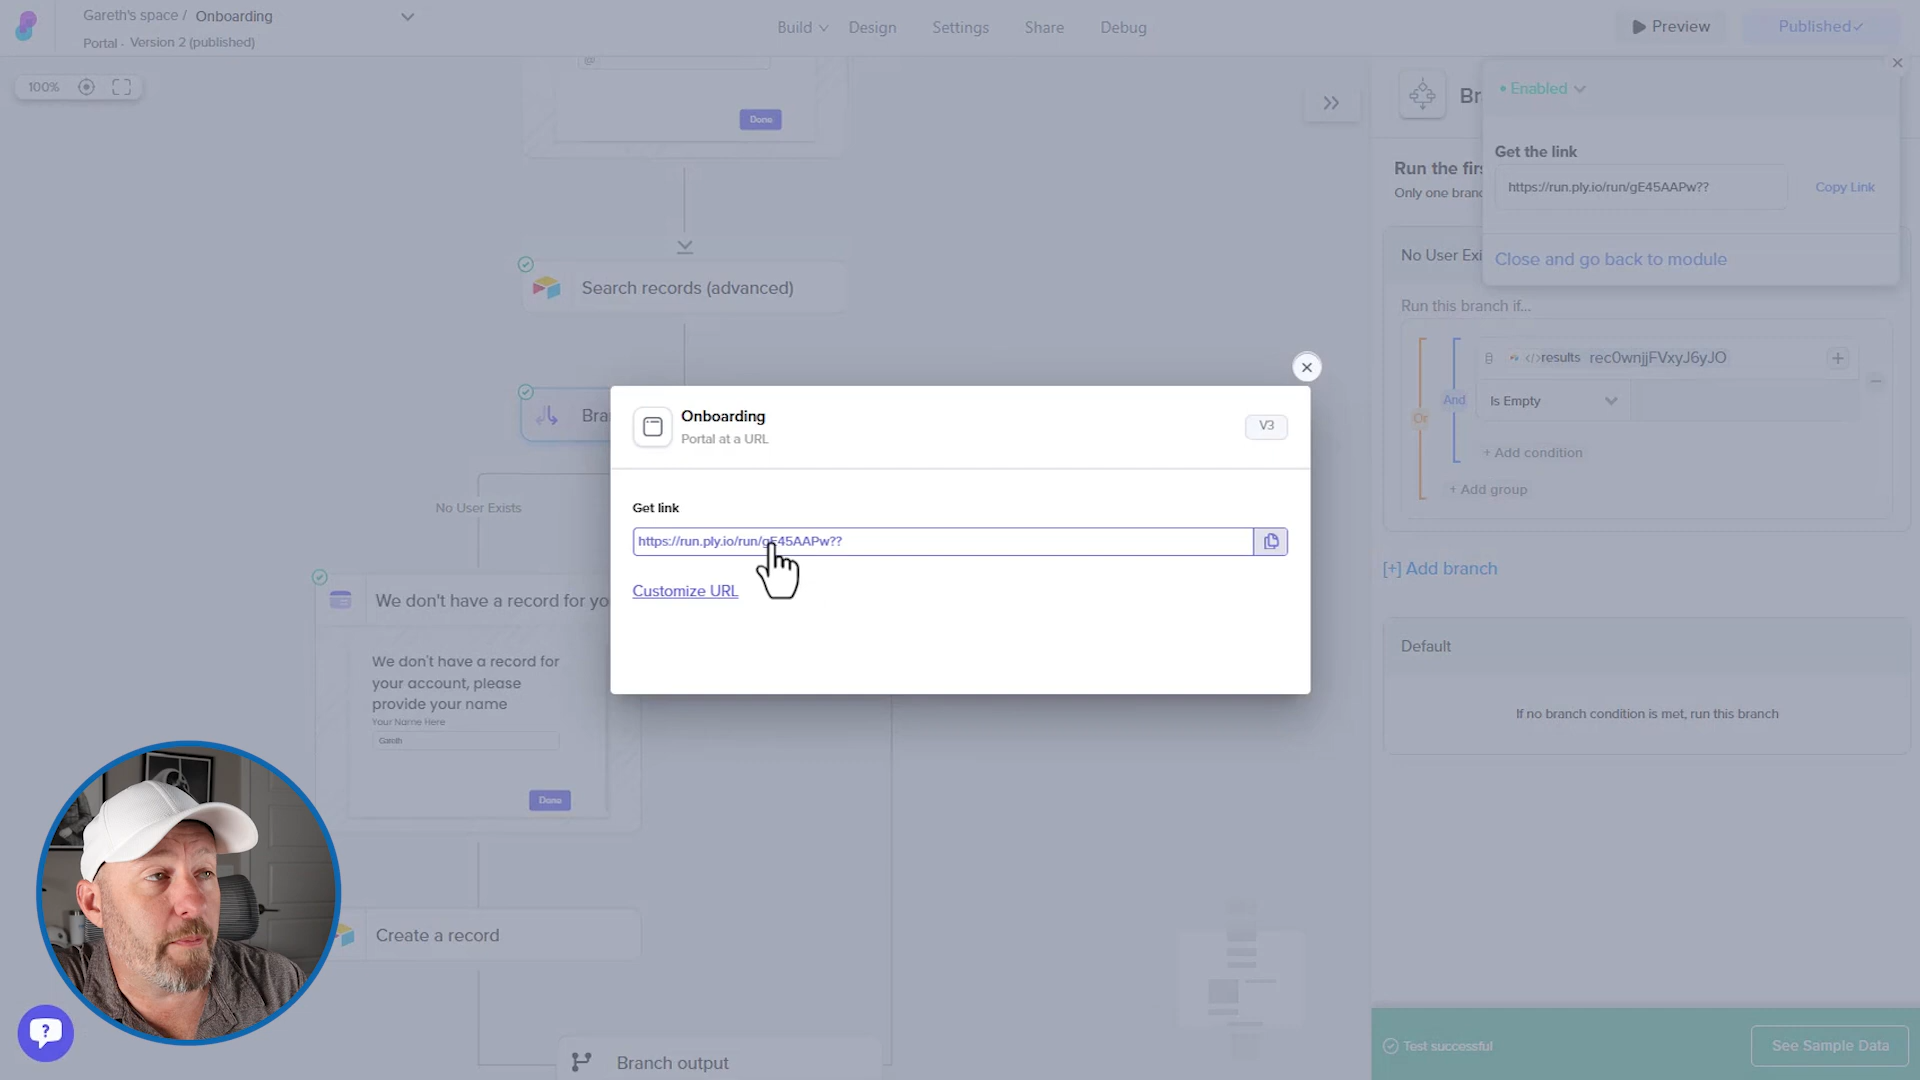 Gareth's space / Onboarding
Portal · Version 2 (published)
Build
Design
Settings
Share
Debug
Preview
Published✓
100%
@
Done
Search records (advanced)
Bra
No User Exists
We don't have a record for yo
We don't have a record for
your account, please
provide your name
Your Name Here
Gareth
Done
Create a record
Branch output
Onboarding
Portal at a URL
V3
Get link
https://run.ply.io/run/gE45AAPw??
Customize URL
Br
Enabled
Get the link
https://run.ply.io/run/gE45AAPw??
Copy Link
Close and go back to module
Run the firs
Only one branc
No User Exi
Run this branch if...
Or
And
</>results rec0wnjjFVxyJ6yJO
Is Empty
+ Add condition
+ Add group
[+] Add branch
Default
If no branch condition is met, run this branch
Test successful
See Sample Data